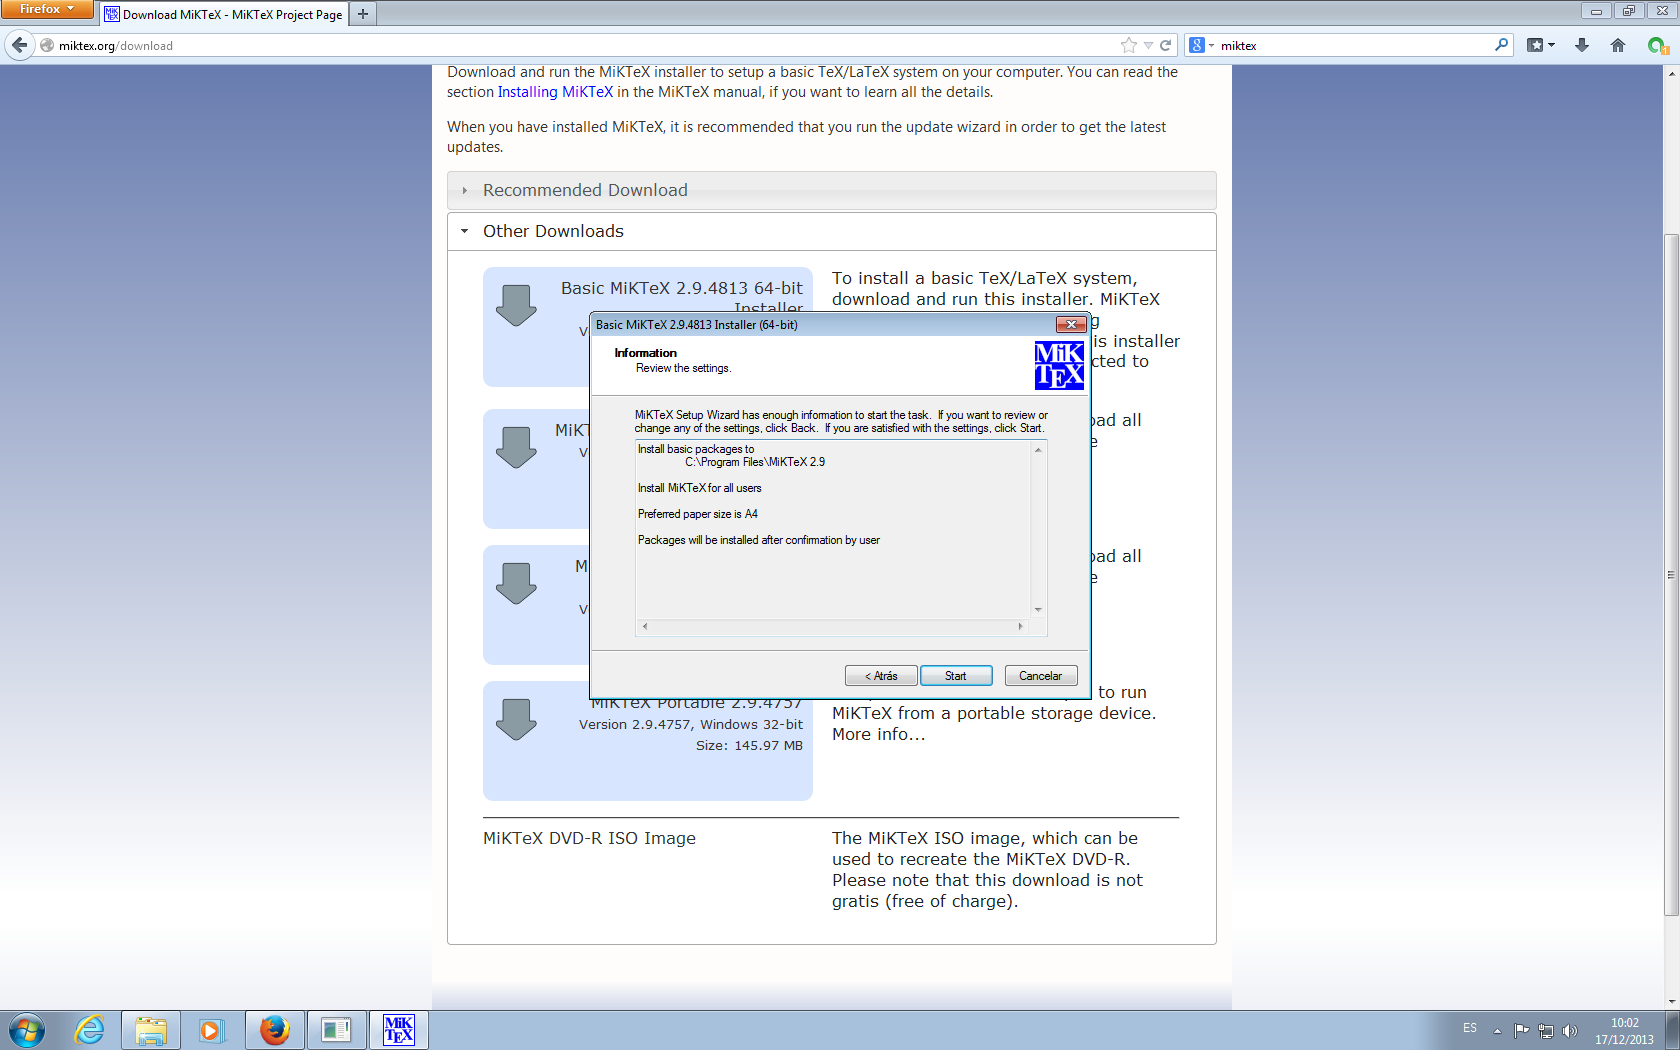 Firefox
Download MiKTeX - MiKTeX Project Page
miktex.org/download
miktex
Download and run the MiKTeX installer to setup a basic TeX/LaTeX system on your computer. You can read the
section Installing MiKTeX in the MiKTeX manual, if you want to learn all the details.
When you have installed MiKTeX, it is recommended that you run the update wizard in order to get the latest
updates.
Recommended Download
Other Downloads
Basic MiKTeX 2.9.4813 64-bit
Installer
To install a basic TeX/LaTeX system,
download and run this installer. MiKTeX
g
is installer
cted to
Basic MiKTeX 2.9.4813 Installer (64-bit)
Information
Review the settings.
MiK
TEX
MiKTeX Setup Wizard has enough information to start the task. If you want to review or
change any of the settings, click Back. If you are satisfied with the settings, click Start.
Install basic packages to
C:\Program Files\MiKTeX 2.9
Install MiKTeX for all users
Preferred paper size is A4
Packages will be installed after confirmation by user
< Atrás
Start
Cancelar
oad all
e
oad all
e
MiKTeX Portable 2.9.4757
Version 2.9.4757, Windows 32-bit
Size: 145.97 MB
to run
MiKTeX from a portable storage device.
More info...
MiKTeX DVD-R ISO Image
The MiKTeX ISO image, which can be
used to recreate the MiKTeX DVD-R.
Please note that this download is not
gratis (free of charge).
MiK
TEX
ES
10:02
17/12/2013